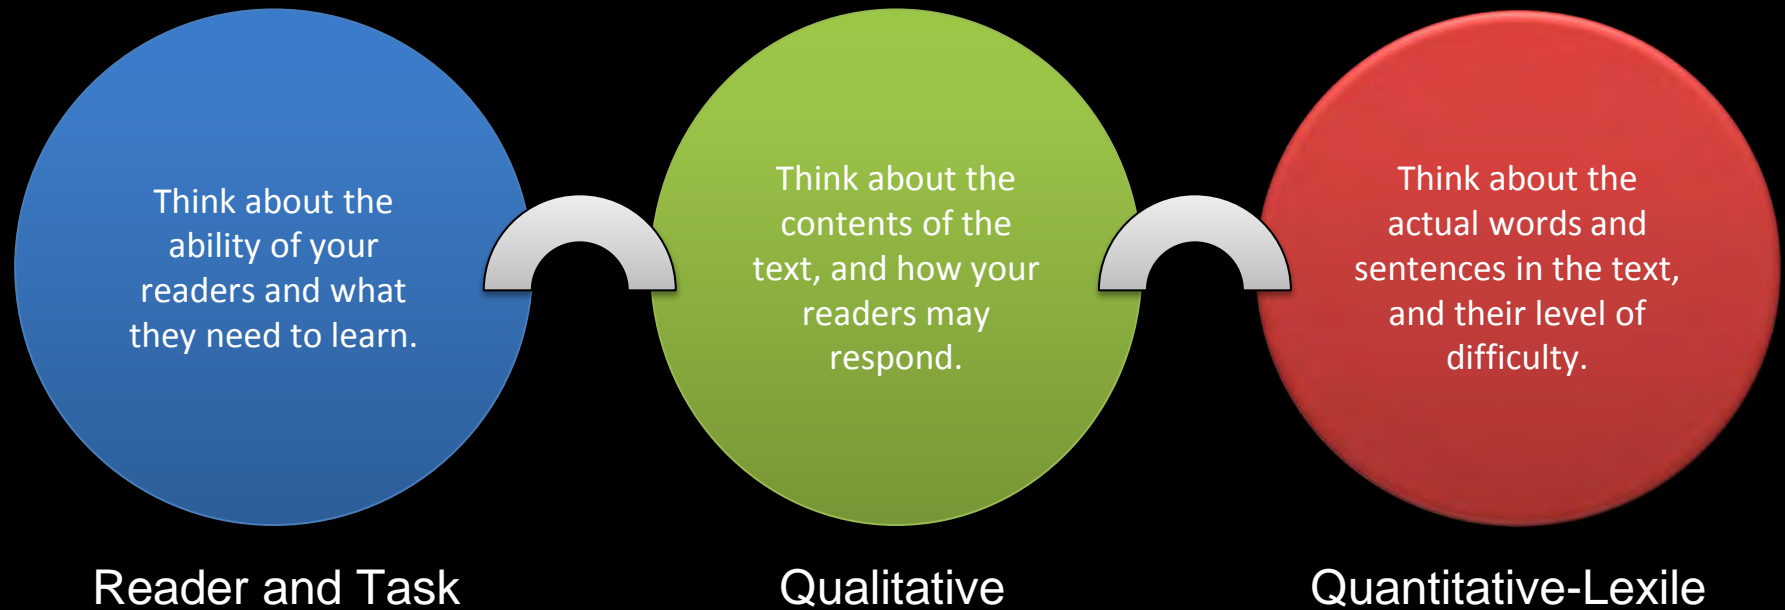 Think about the
ability of your
readers and what
they need to learn.
Think about the
contents of the
text, and how your
readers may
respond.
Think about the
actual words and
sentences in the text,
and their level of
difficulty.
Reader and Task
Qualitative
Quantitative-Lexile